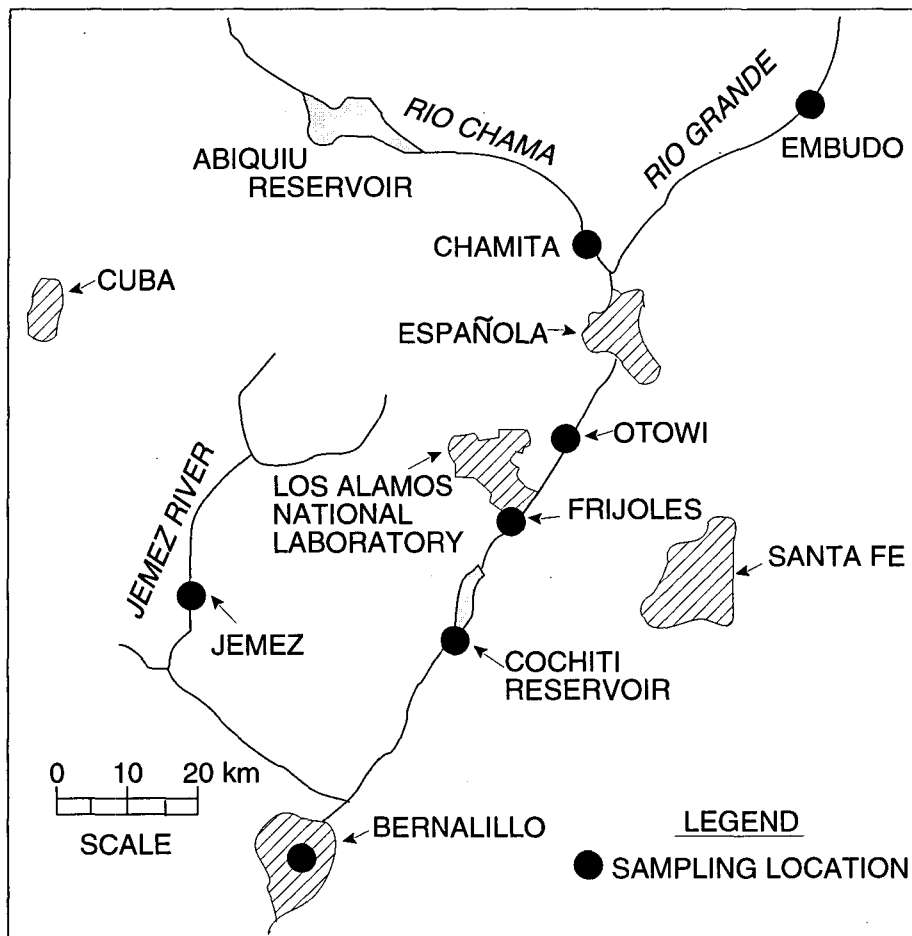 RIO CHAMA
RIO GRANDE
ABIQUIU
RESERVOIR
EMBUDO
CHAMITA
CUBA
ESPAÑOLA
OTOWI
LOS ALAMOS
NATIONAL
LABORATORY
FRIJOLES
SANTA FE
JEMEZ RIVER
JEMEZ
COCHITI
RESERVOIR
0 10 20 km
SCALE
BERNALILLO
LEGEND
SAMPLING LOCATION